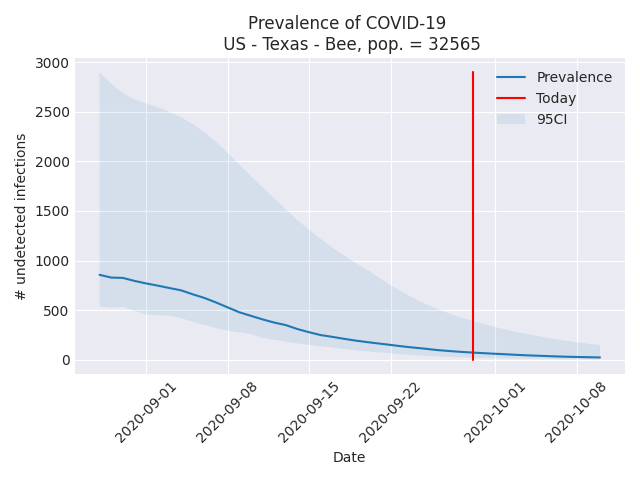 Prevalence of COVID-19
US - Texas - Bee, pop. = 32565
3000
2500
2000
1500
1000
500
0
# undetected infections
Prevalence
Today
95CI
2020-09-01
2020-09-08
2020-09-15
2020-09-22
2020-10-01
2020-10-08
Date